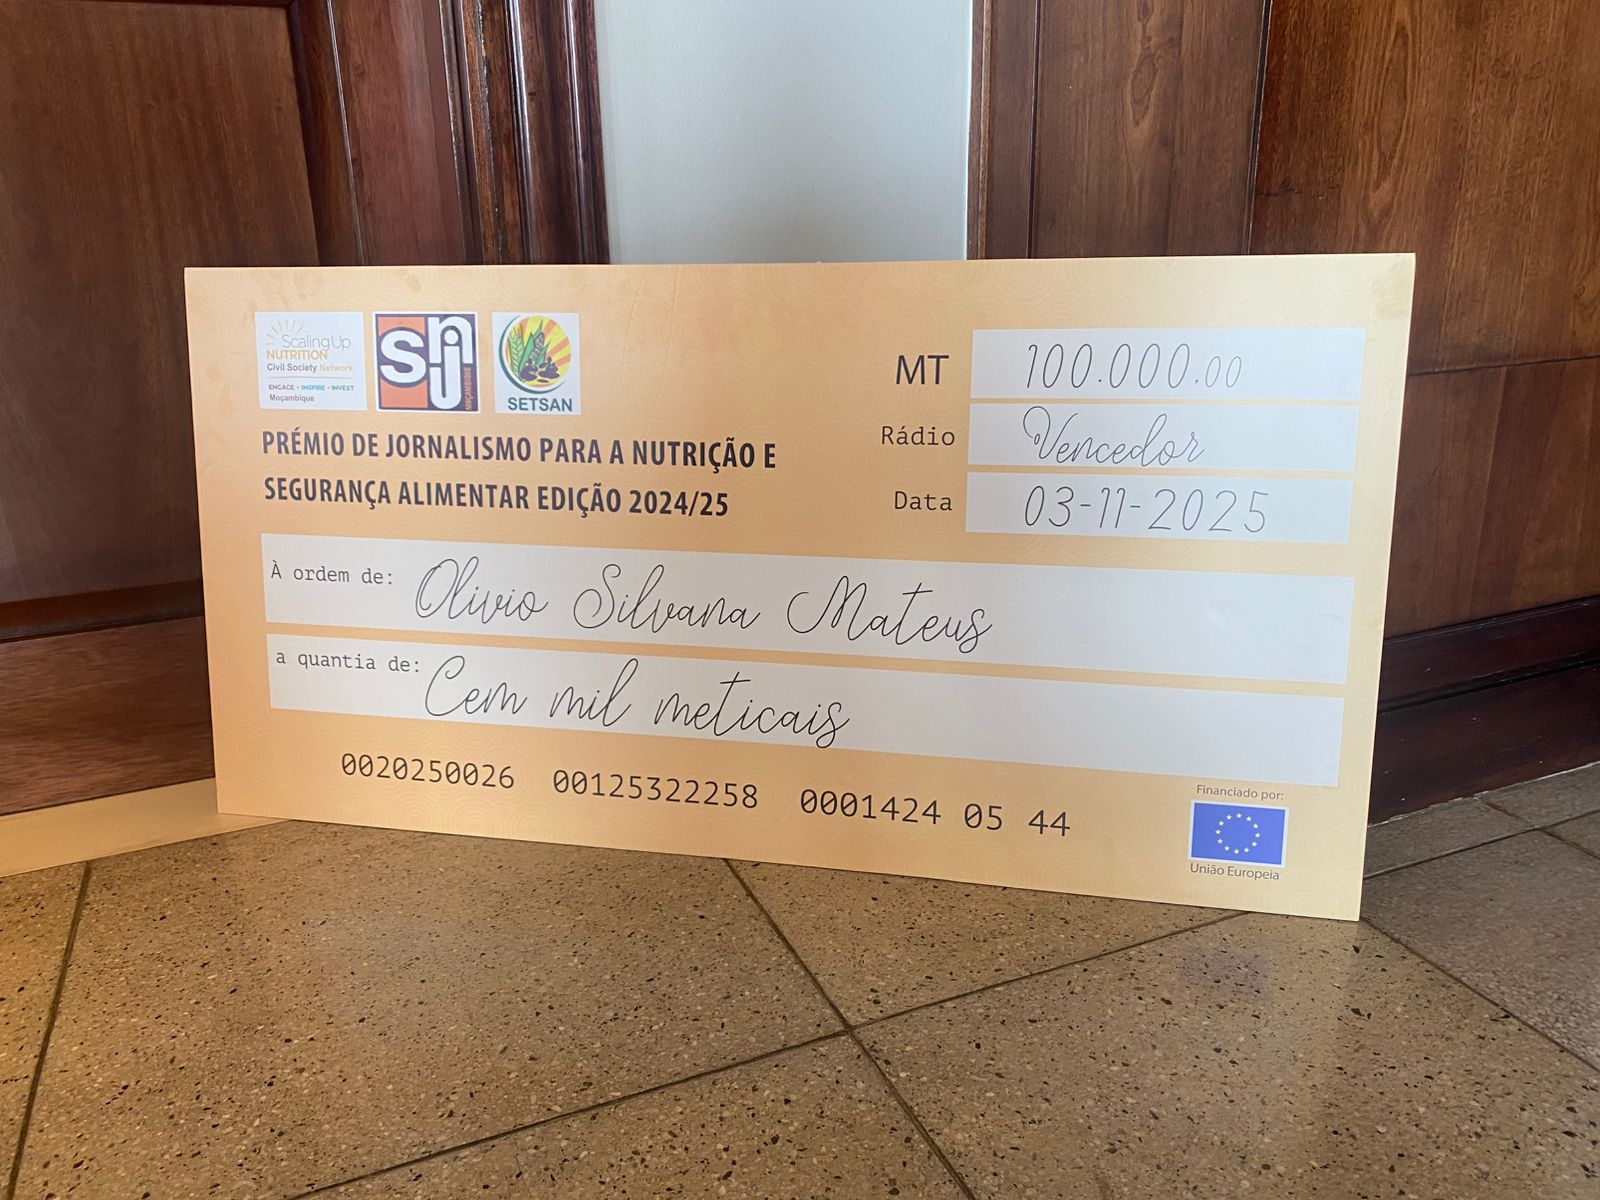 Scaling Up
NUTRITION
Civil Society Network
ENGAGE • INSPIRE • INVEST
Moçambique
snj
MOÇAMBIQUE
SETSAN
PRÉMIO DE JORNALISMO PARA A NUTRIÇÃO E
SEGURANÇA ALIMENTAR EDIÇÃO 2024/25
MT 100.000.00
Rádio Vencedor
Data 03-11-2025
À ordem de: Olivio Silvana Mateus
a quantia de: Cem mil meticais
0020250026 00125322258 0001424 05 44
Financiado por:
União Europeia